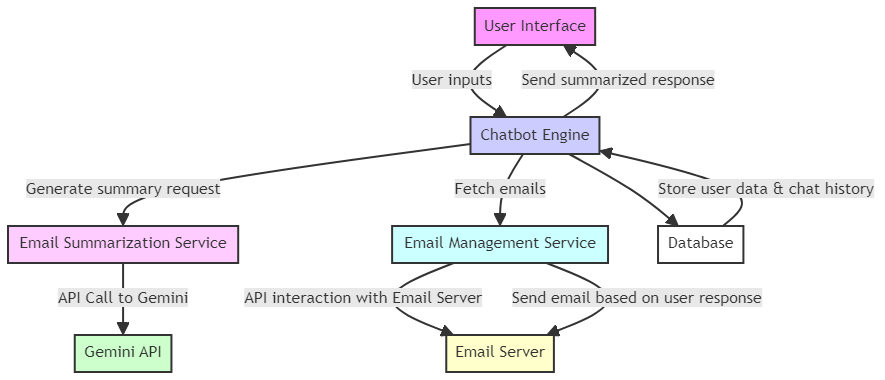 User Interface
User inputs
Send summarized response
Chatbot Engine
Generate summary request
Fetch emails
Store user data & chat history
Email Summarization Service
Email Management Service
Database
API Call to Gemini
API interaction with Email Server
Send email based on user response
Gemini API
Email Server